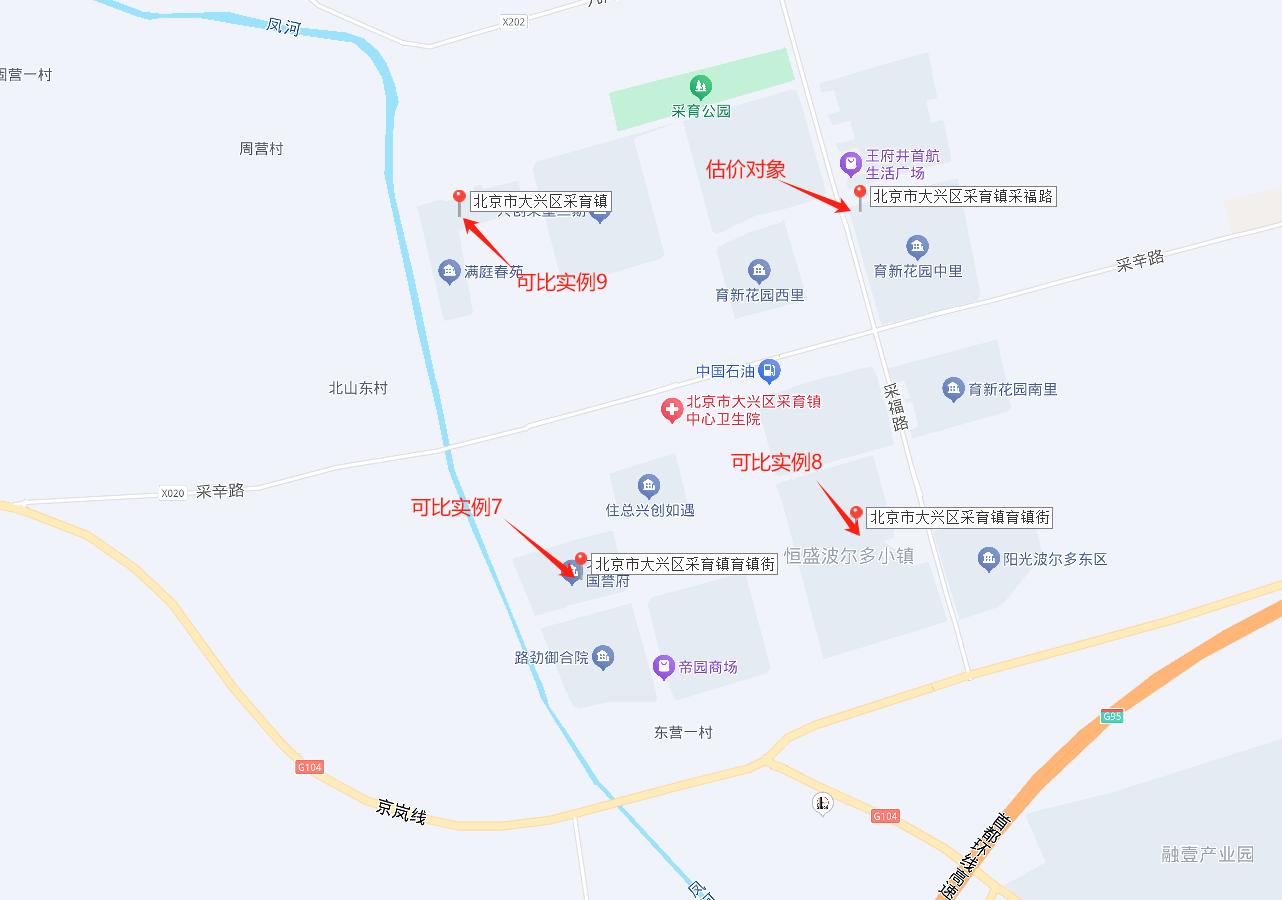 凤河
X202
固营一村
采育公园
周营村
王府井首航
生活广场
估价对象
北京市大兴区采育镇采福路
北京市大兴区采育镇
满庭春苑
可比实例9
育新花园西里
育新花园中里
采辛路
中国石油
北京市大兴区采育镇
中心卫生院
北山东村
采福路
育新花园南里
可比实例8
X020
采辛路
可比实例7
住总兴创如遇
北京市大兴区采育镇育镇街
恒盛波尔多小镇
阳光波尔多东区
北京市大兴区采育镇育镇街
国誉府
路劲御合院
帝园商场
东营一村
G95
G104
京岚线
G104
首都环线高速
融壹产业园
凤河